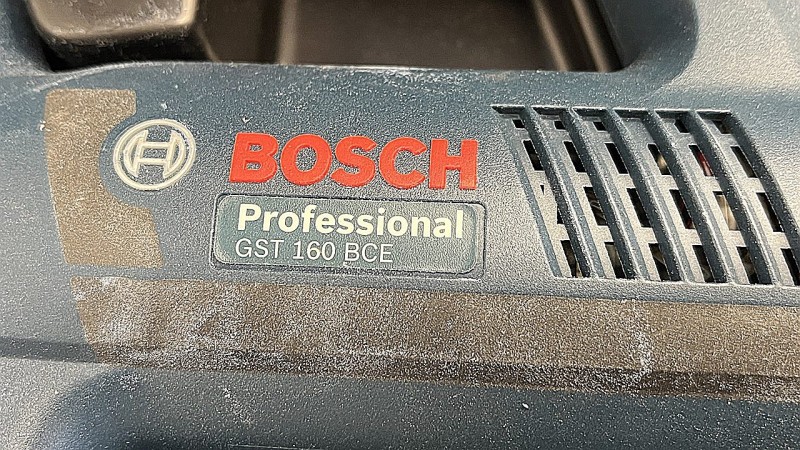 BOSCH
Professional
GST 160 BCE